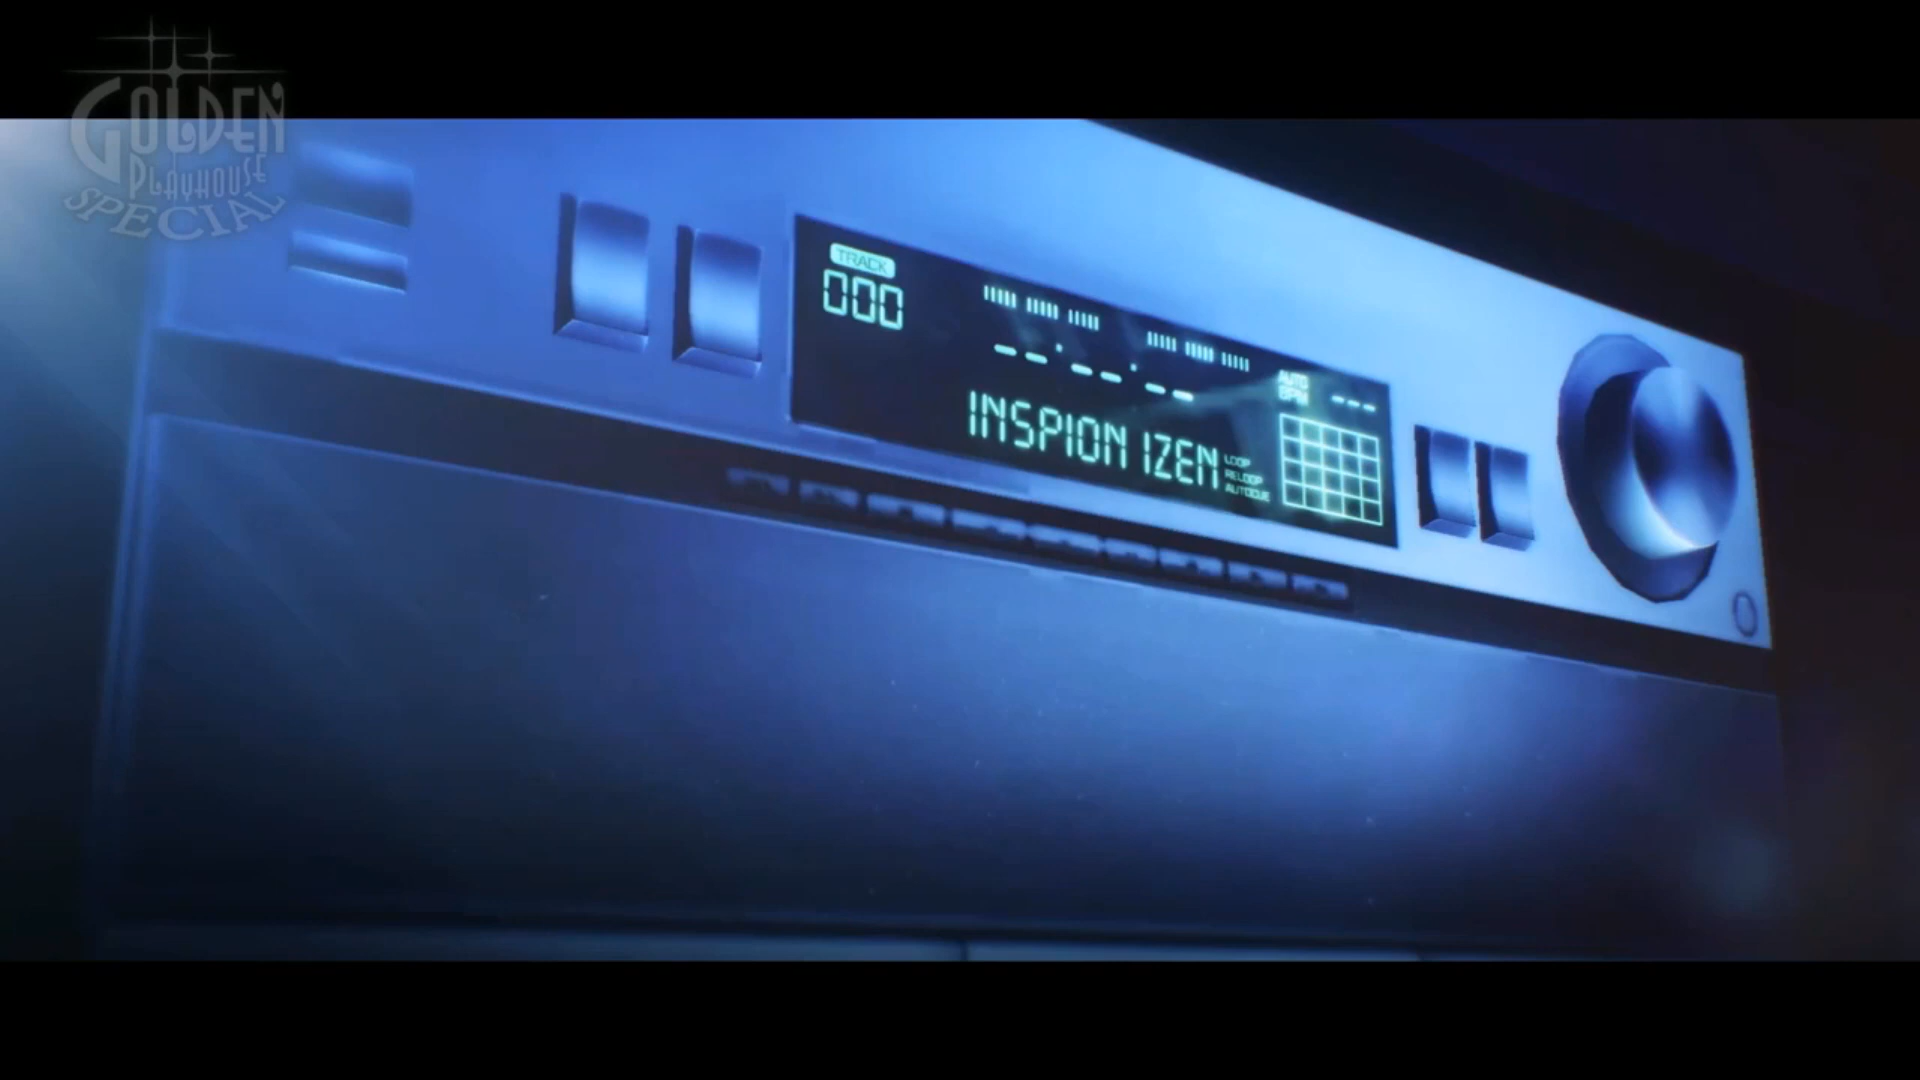 GOLDEN
PLAYHOUSE
SPECIAL
TRACK
000
AUTO
BPM ---
--.--.--
INSPION IZEN
LOOP
RELOOP
AUTOCUE